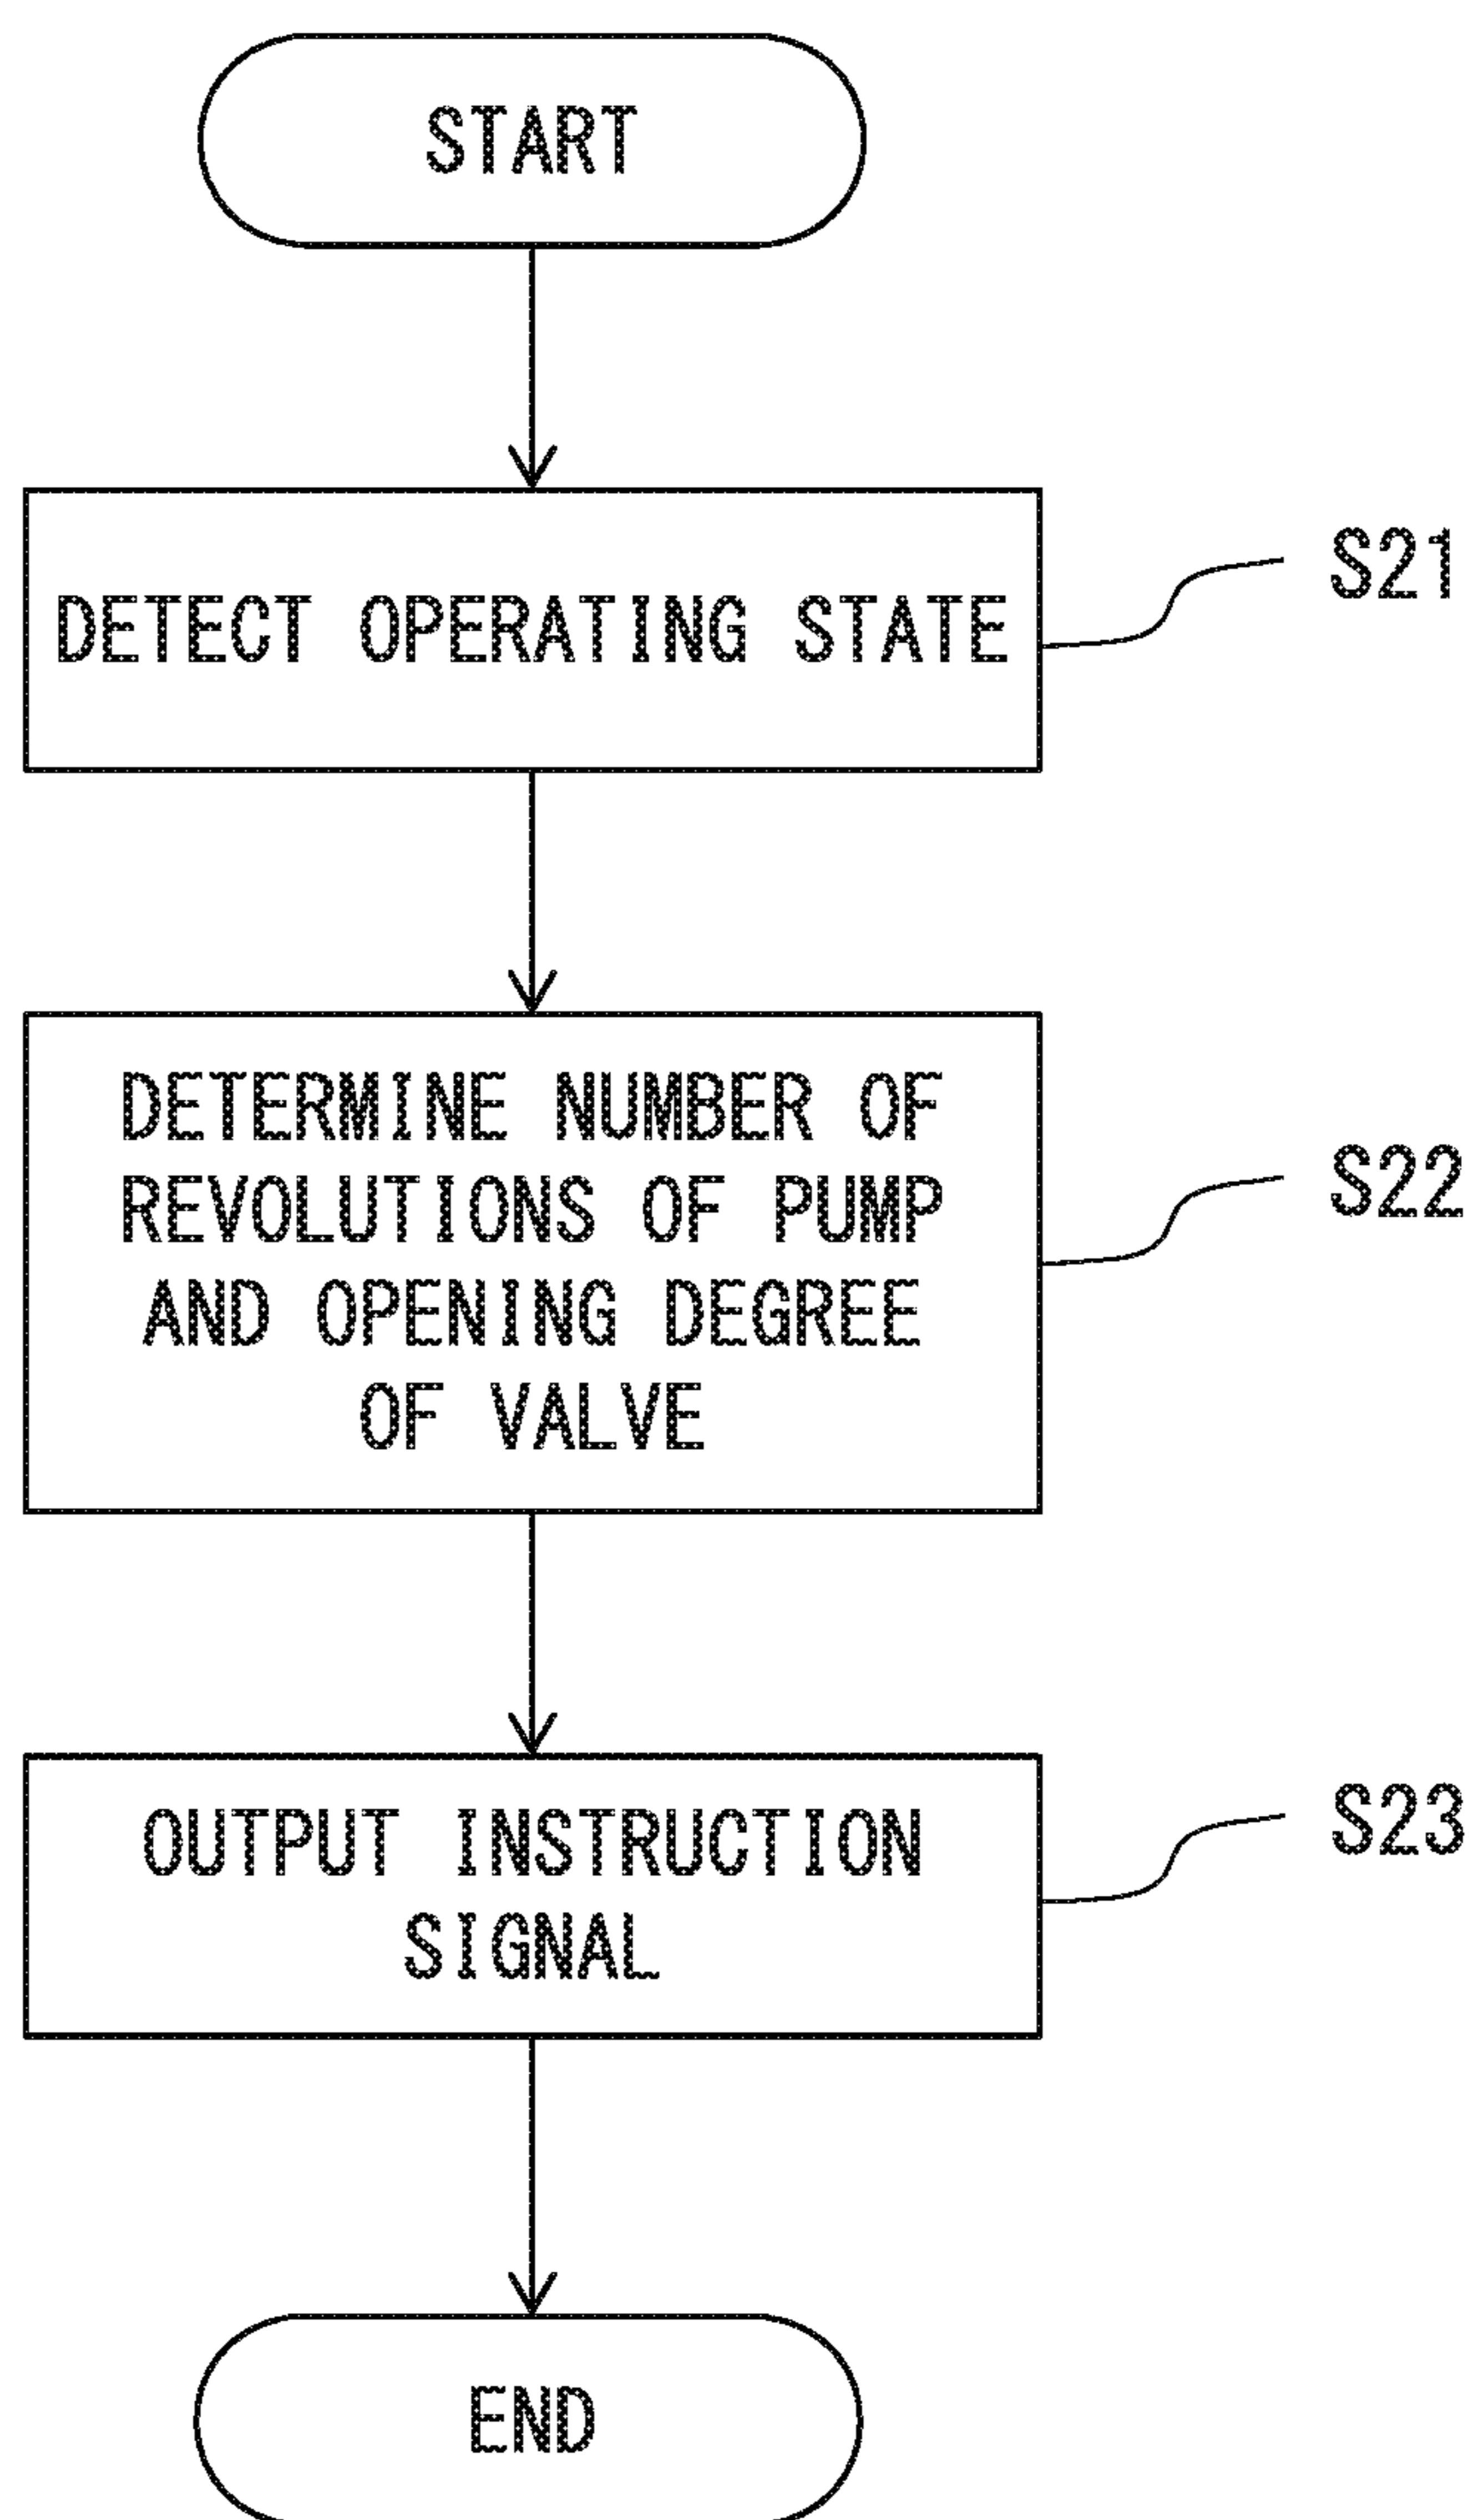 START
DETECT OPERATING STATE
S21
DETERMINE NUMBER OF
REVOLUTIONS OF PUMP
AND OPENING DEGREE
OF VALVE
S22
OUTPUT INSTRUCTION
SIGNAL
S23
END